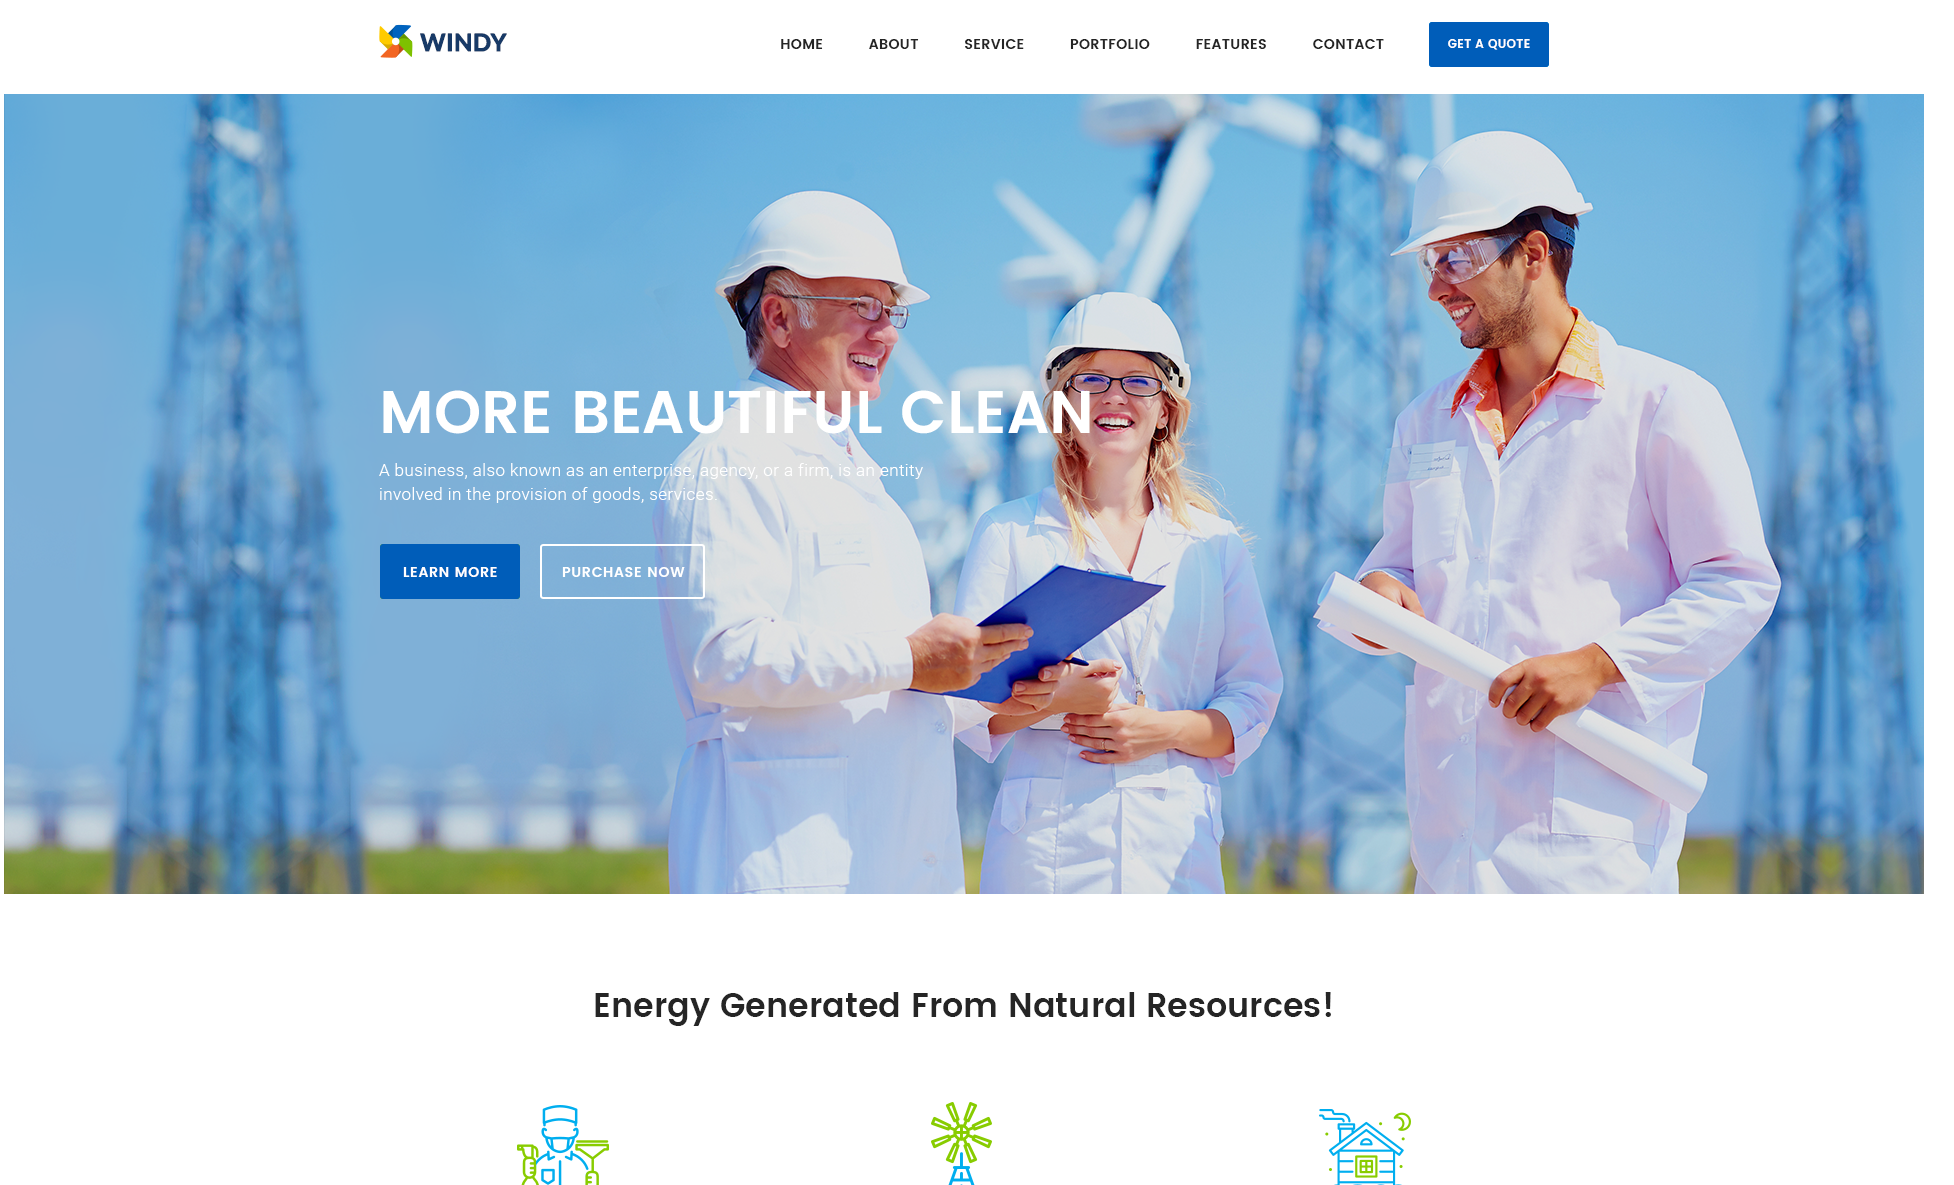 WINDY
HOME ABOUT SERVICE PORTFOLIO FEATURES CONTACT GET A QUOTE
MORE BEAUTIFUL CLEAN
A business, also known as an enterprise, agency, or a firm, is an entity
involved in the provision of goods, services.
LEARN MORE PURCHASE NOW
Energy Generated From Natural Resources!